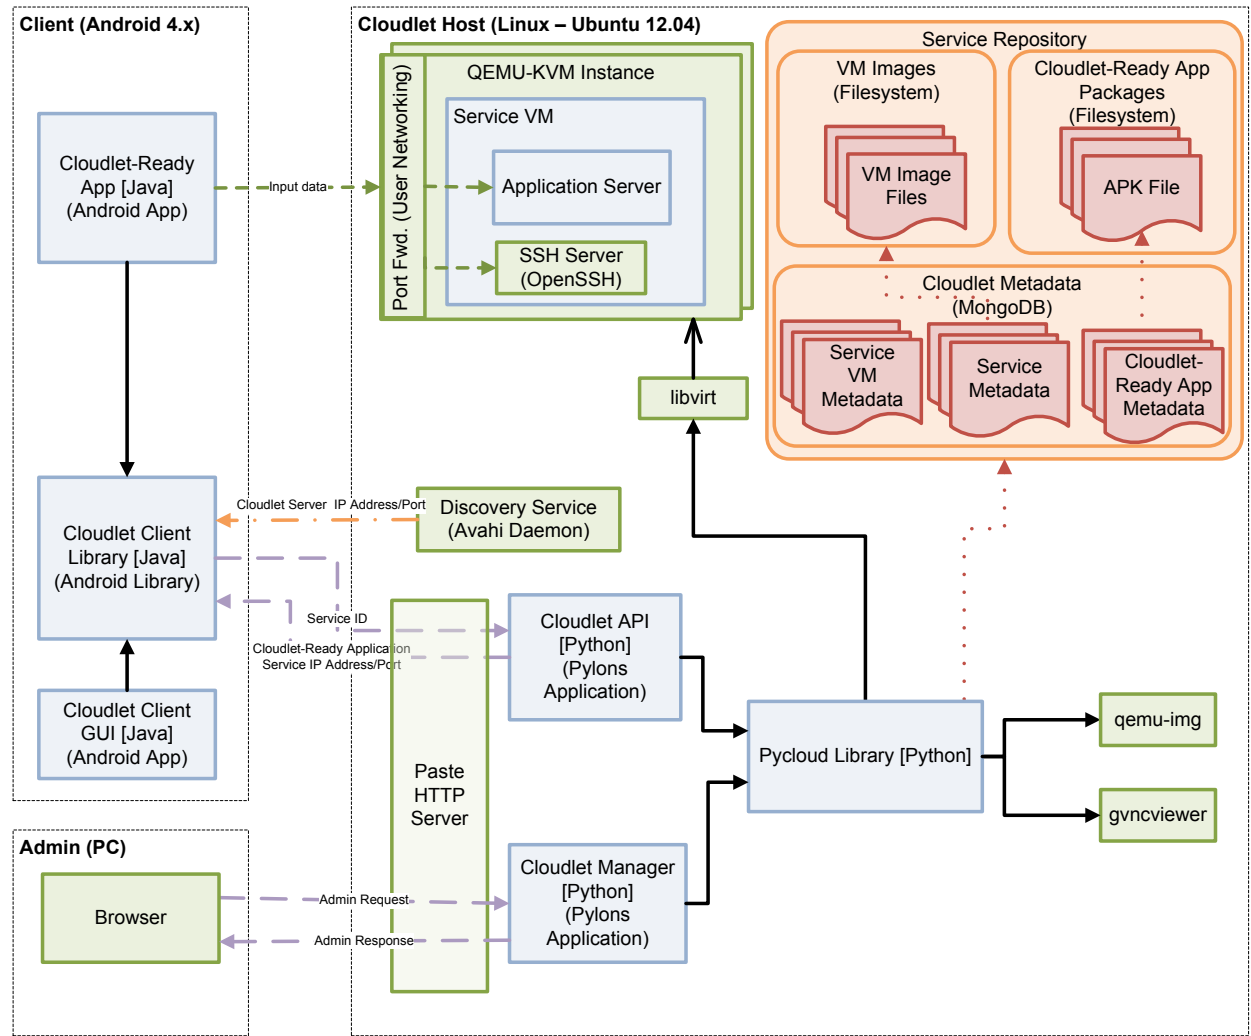 Client (Android 4.x)
Cloudlet-Ready
App [Java]
(Android App)
Cloudlet Client
Library [Java]
(Android Library)
Cloudlet Client
GUI [Java]
(Android App)
Admin (PC)
Browser
Input data
Cloudlet Server IP Address/Port
Service ID
Cloudlet-Ready Application
Service IP Address/Port
Admin Request
Admin Response
Cloudlet Host (Linux – Ubuntu 12.04)
Port Fwd. (User Networking)
QEMU-KVM Instance
Service VM
Application Server
SSH Server
(OpenSSH)
libvirt
Discovery Service
(Avahi Daemon)
Paste
HTTP
Server
Cloudlet API
[Python]
(Pylons
Application)
Cloudlet Manager
[Python]
(Pylons
Application)
Pycloud Library [Python]
qemu-img
gvncviewer
Service Repository
VM Images
(Filesystem)
VM Image
Files
Cloudlet-Ready App
Packages
(Filesystem)
APK File
Cloudlet Metadata
(MongoDB)
Service
VM
Metadata
Service
Metadata
Cloudlet-
Ready App
Metadata